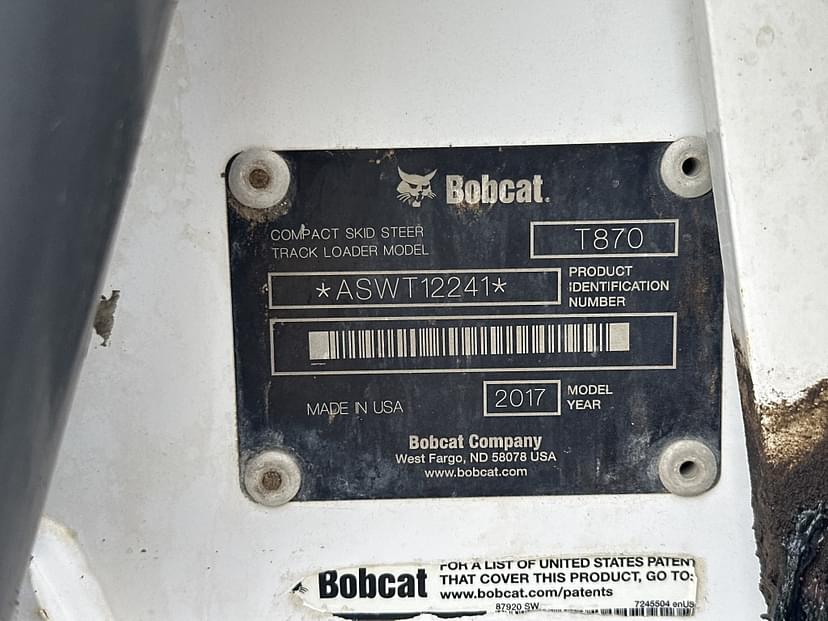 Bobcat.
COMPACT SKID STEER
TRACK LOADER MODEL
T870
*ASWT12241*
PRODUCT
IDENTIFICATION
NUMBER
MADE IN USA
2017
MODEL
YEAR
Bobcat Company
West Fargo, ND 58078 USA
www.bobcat.com
Bobcat
FOR A LIST OF UNITED STATES PATENT
THAT COVER THIS PRODUCT, GO TO:
www.bobcat.com/patents
87920 SW
7245504 enUS